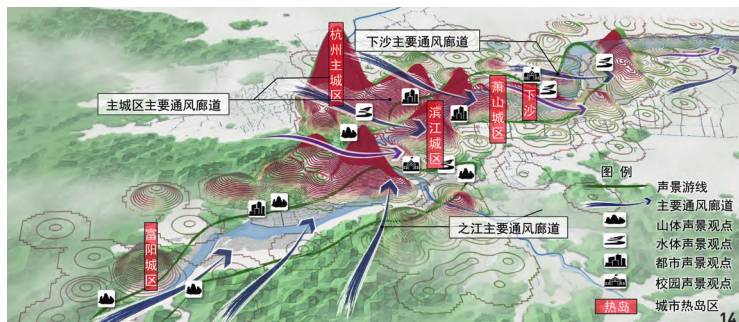 杭州主城区
下沙主要通风廊道
主城区主要通风廊道
萧山城区
下沙
滨江城区
富阳城区
之江主要通风廊道
图 例
声景游线
主要通风廊道
山体声景观点
水体声景观点
都市声景观点
校园声景观点
热岛 城市热岛区
14